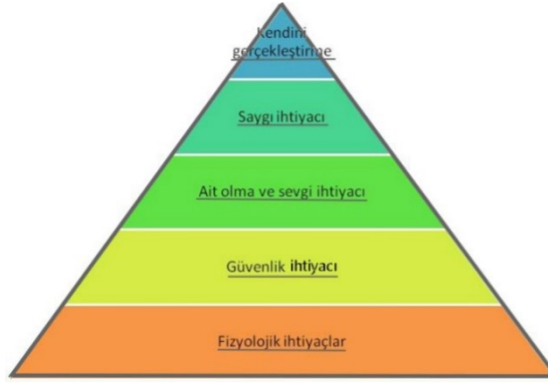 Kendini
gerçekleştirme
Saygı ihtiyacı
Ait olma ve sevgi ihtiyacı
Güvenlik ihtiyacı
Fizyolojik ihtiyaçlar